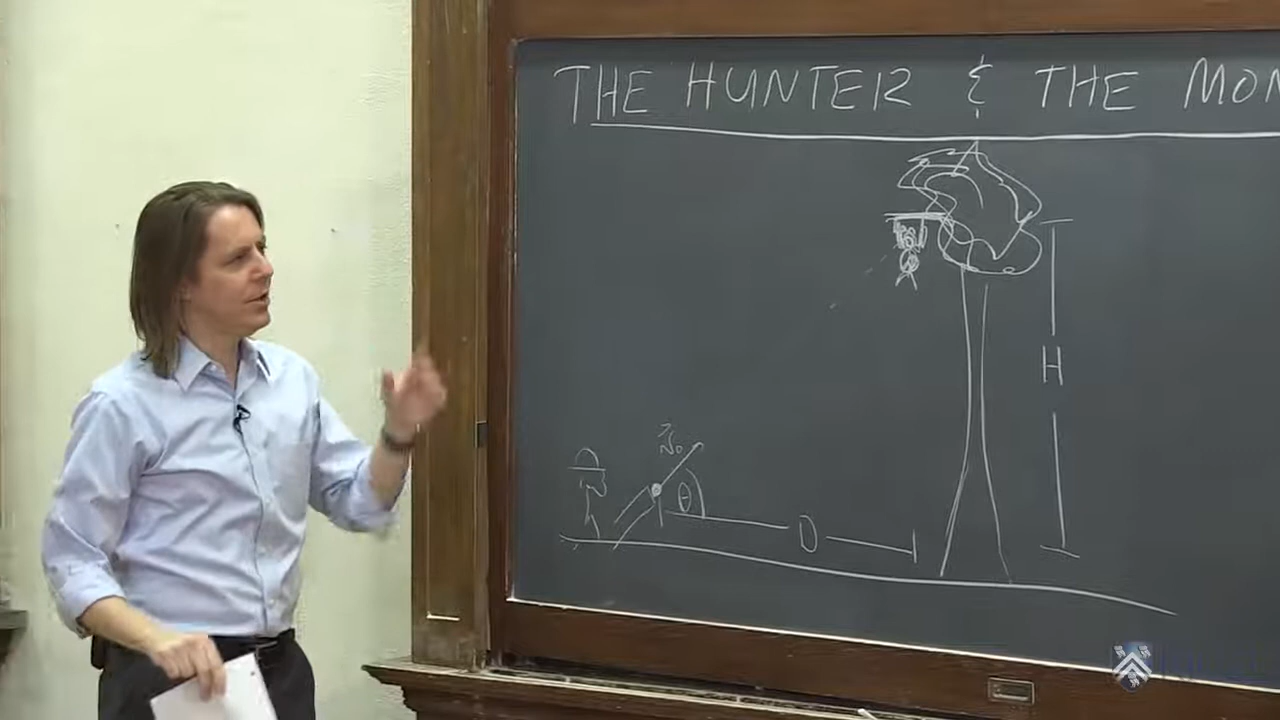 THE HUNTER & THE MON
H
v₀
θ
D